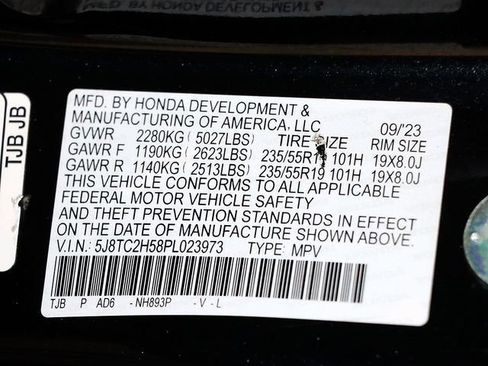 TJB JB
MFD. BY HONDA DEVELOPMENT &
MANUFACTURING OF AMERICA, LLC 09/'23
GVWR 2280KG ( 5027LBS) TIRE SIZE RIM SIZE
GAWR F 1190KG ( 2623LBS) 235/55R19 101H 19X8.0J
GAWR R 1140KG ( 2513LBS) 235/55R19 101H 19X8.0J
THIS VEHICLE CONFORMS TO ALL APPLICABLE
FEDERAL MOTOR VEHICLE SAFETY
AND THEFT PREVENTION STANDARDS IN EFFECT
ON THE DATE OF MANUFACTURE SHOWN ABOVE.
V.I.N.: 5J8TC2H58PL023973 TYPE: MPV
TJB P AD6 -NH893P -V-L